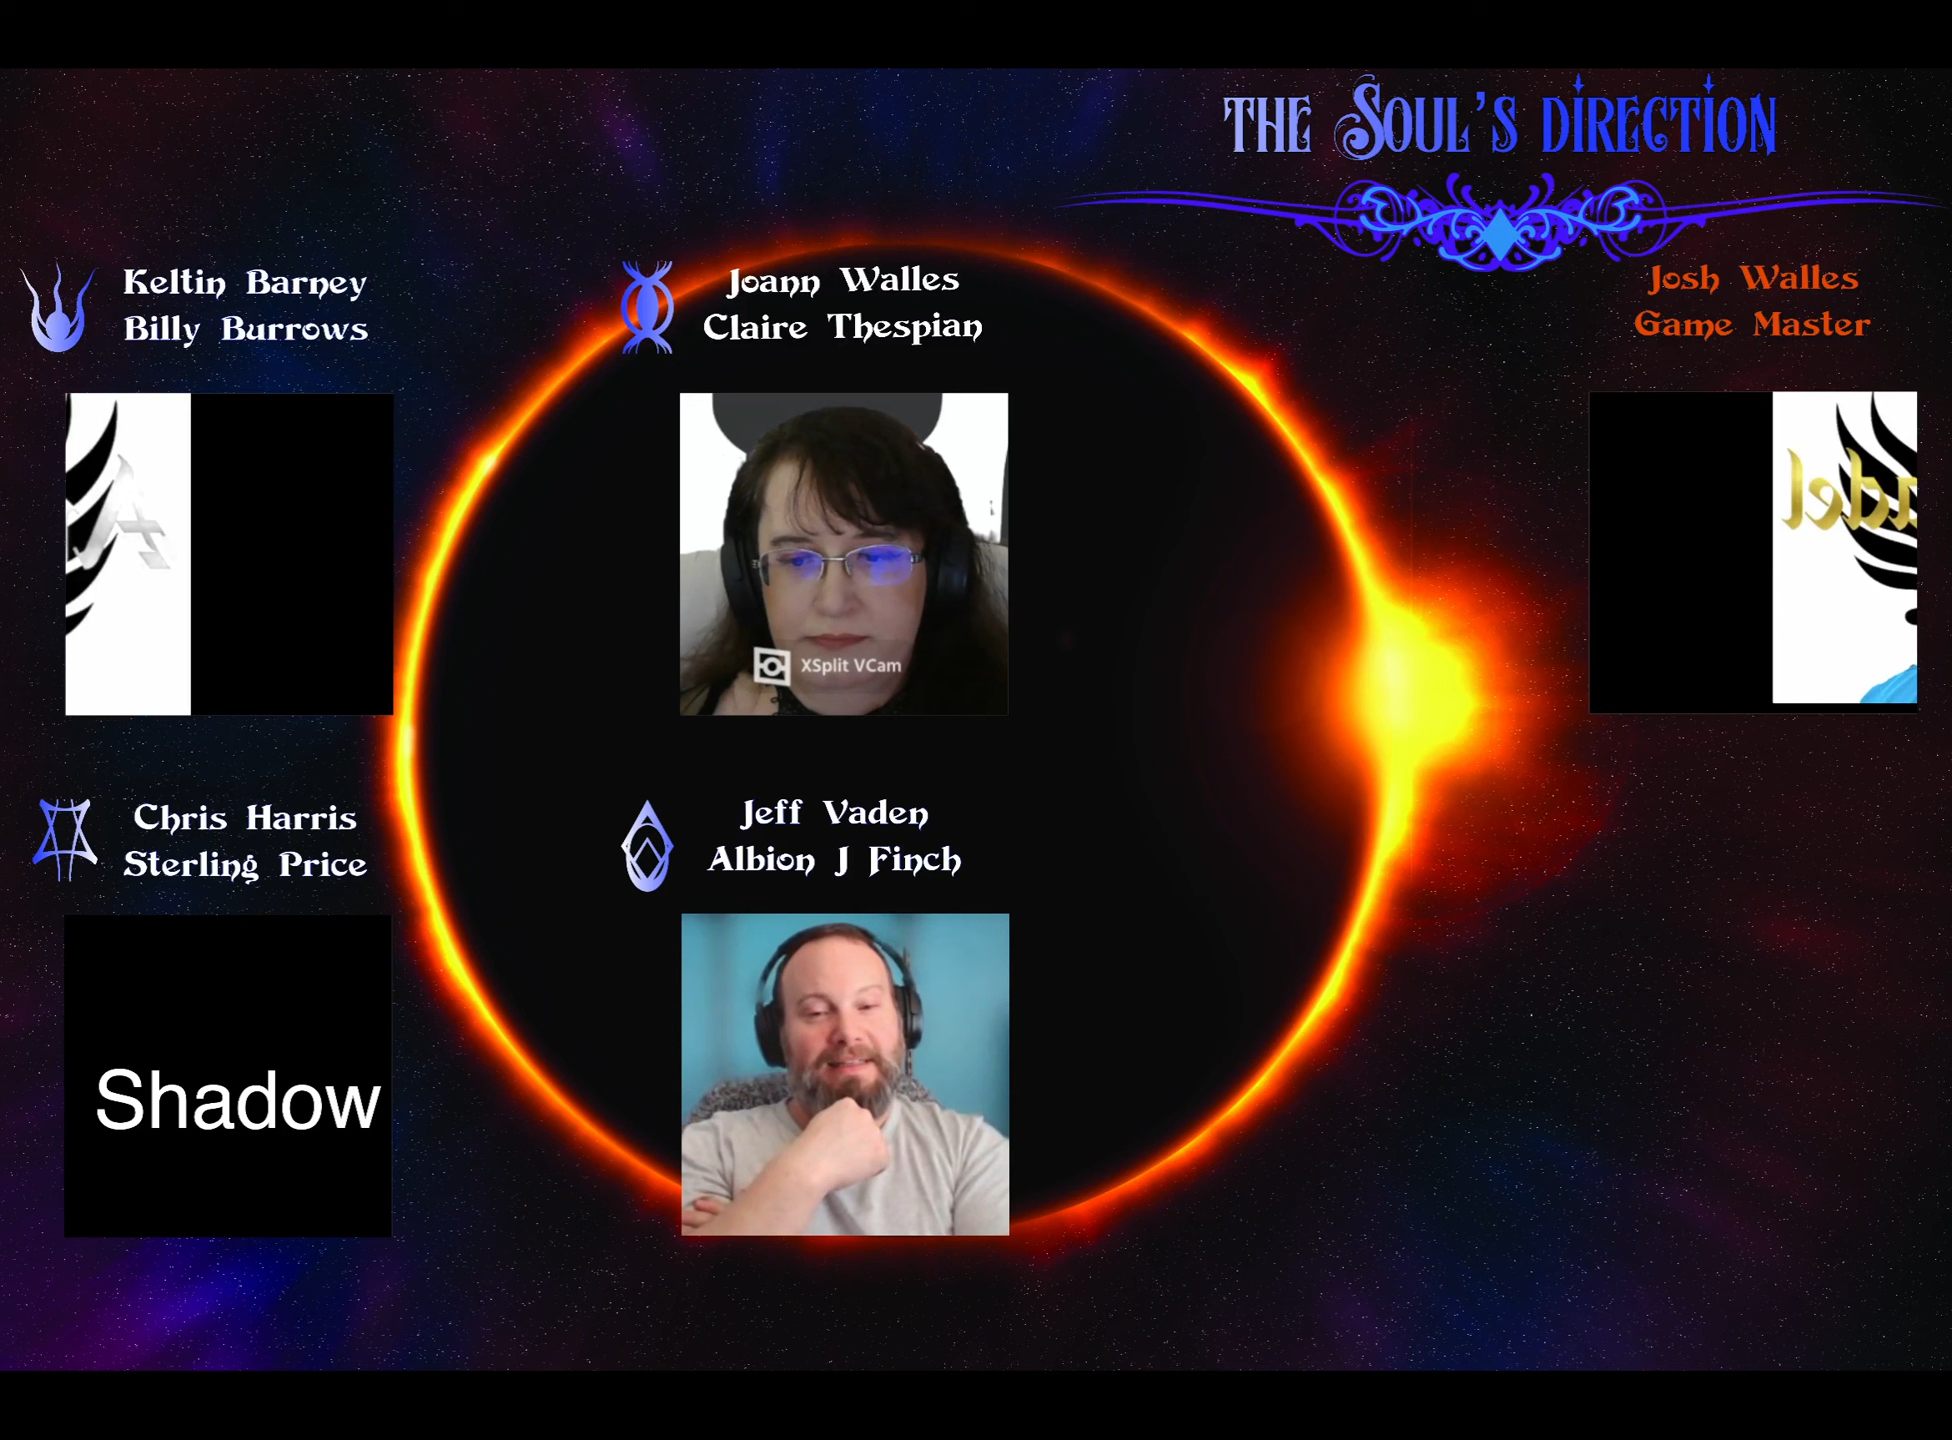 the Soul's direction
Keltin Barney
Billy Burrows
Joann Walles
Claire Thespian
Josh Walles
Game Master
XSplit VCam
Chris Harris
Sterling Price
Jeff Vaden
Albion J Finch
Shadow